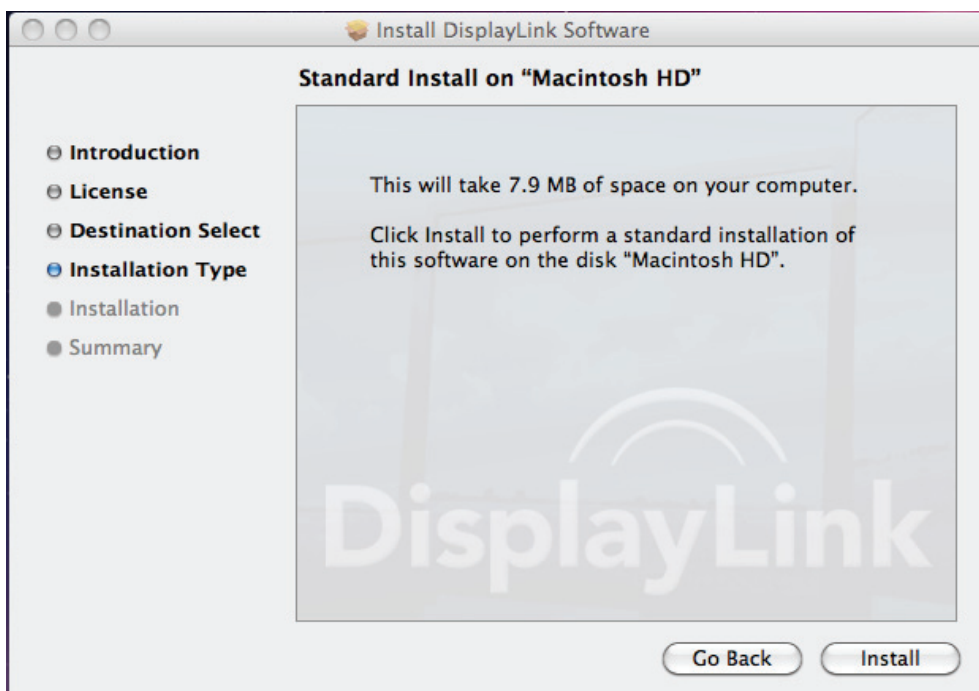 Install DisplayLink Software
Standard Install on “Macintosh HD”
Introduction
License
Destination Select
Installation Type
Installation
Summary
This will take 7.9 MB of space on your computer.
Click Install to perform a standard installation of
this software on the disk “Macintosh HD”.
DisplayLink
Go Back
Install